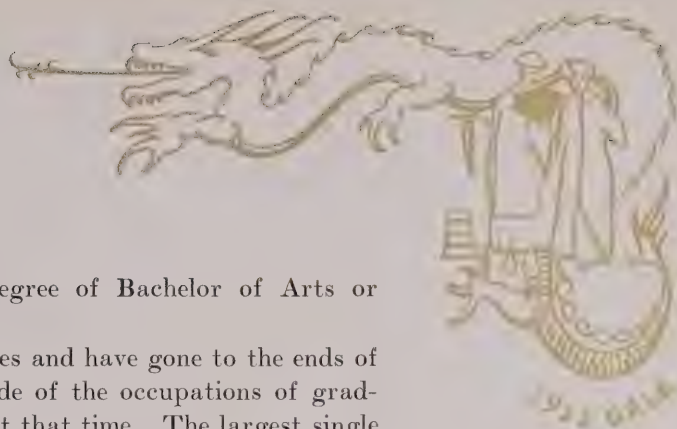 egree of Bachelor of Arts or
es and have gone to the ends of
de of the occupations of grad-
t that time. The largest single